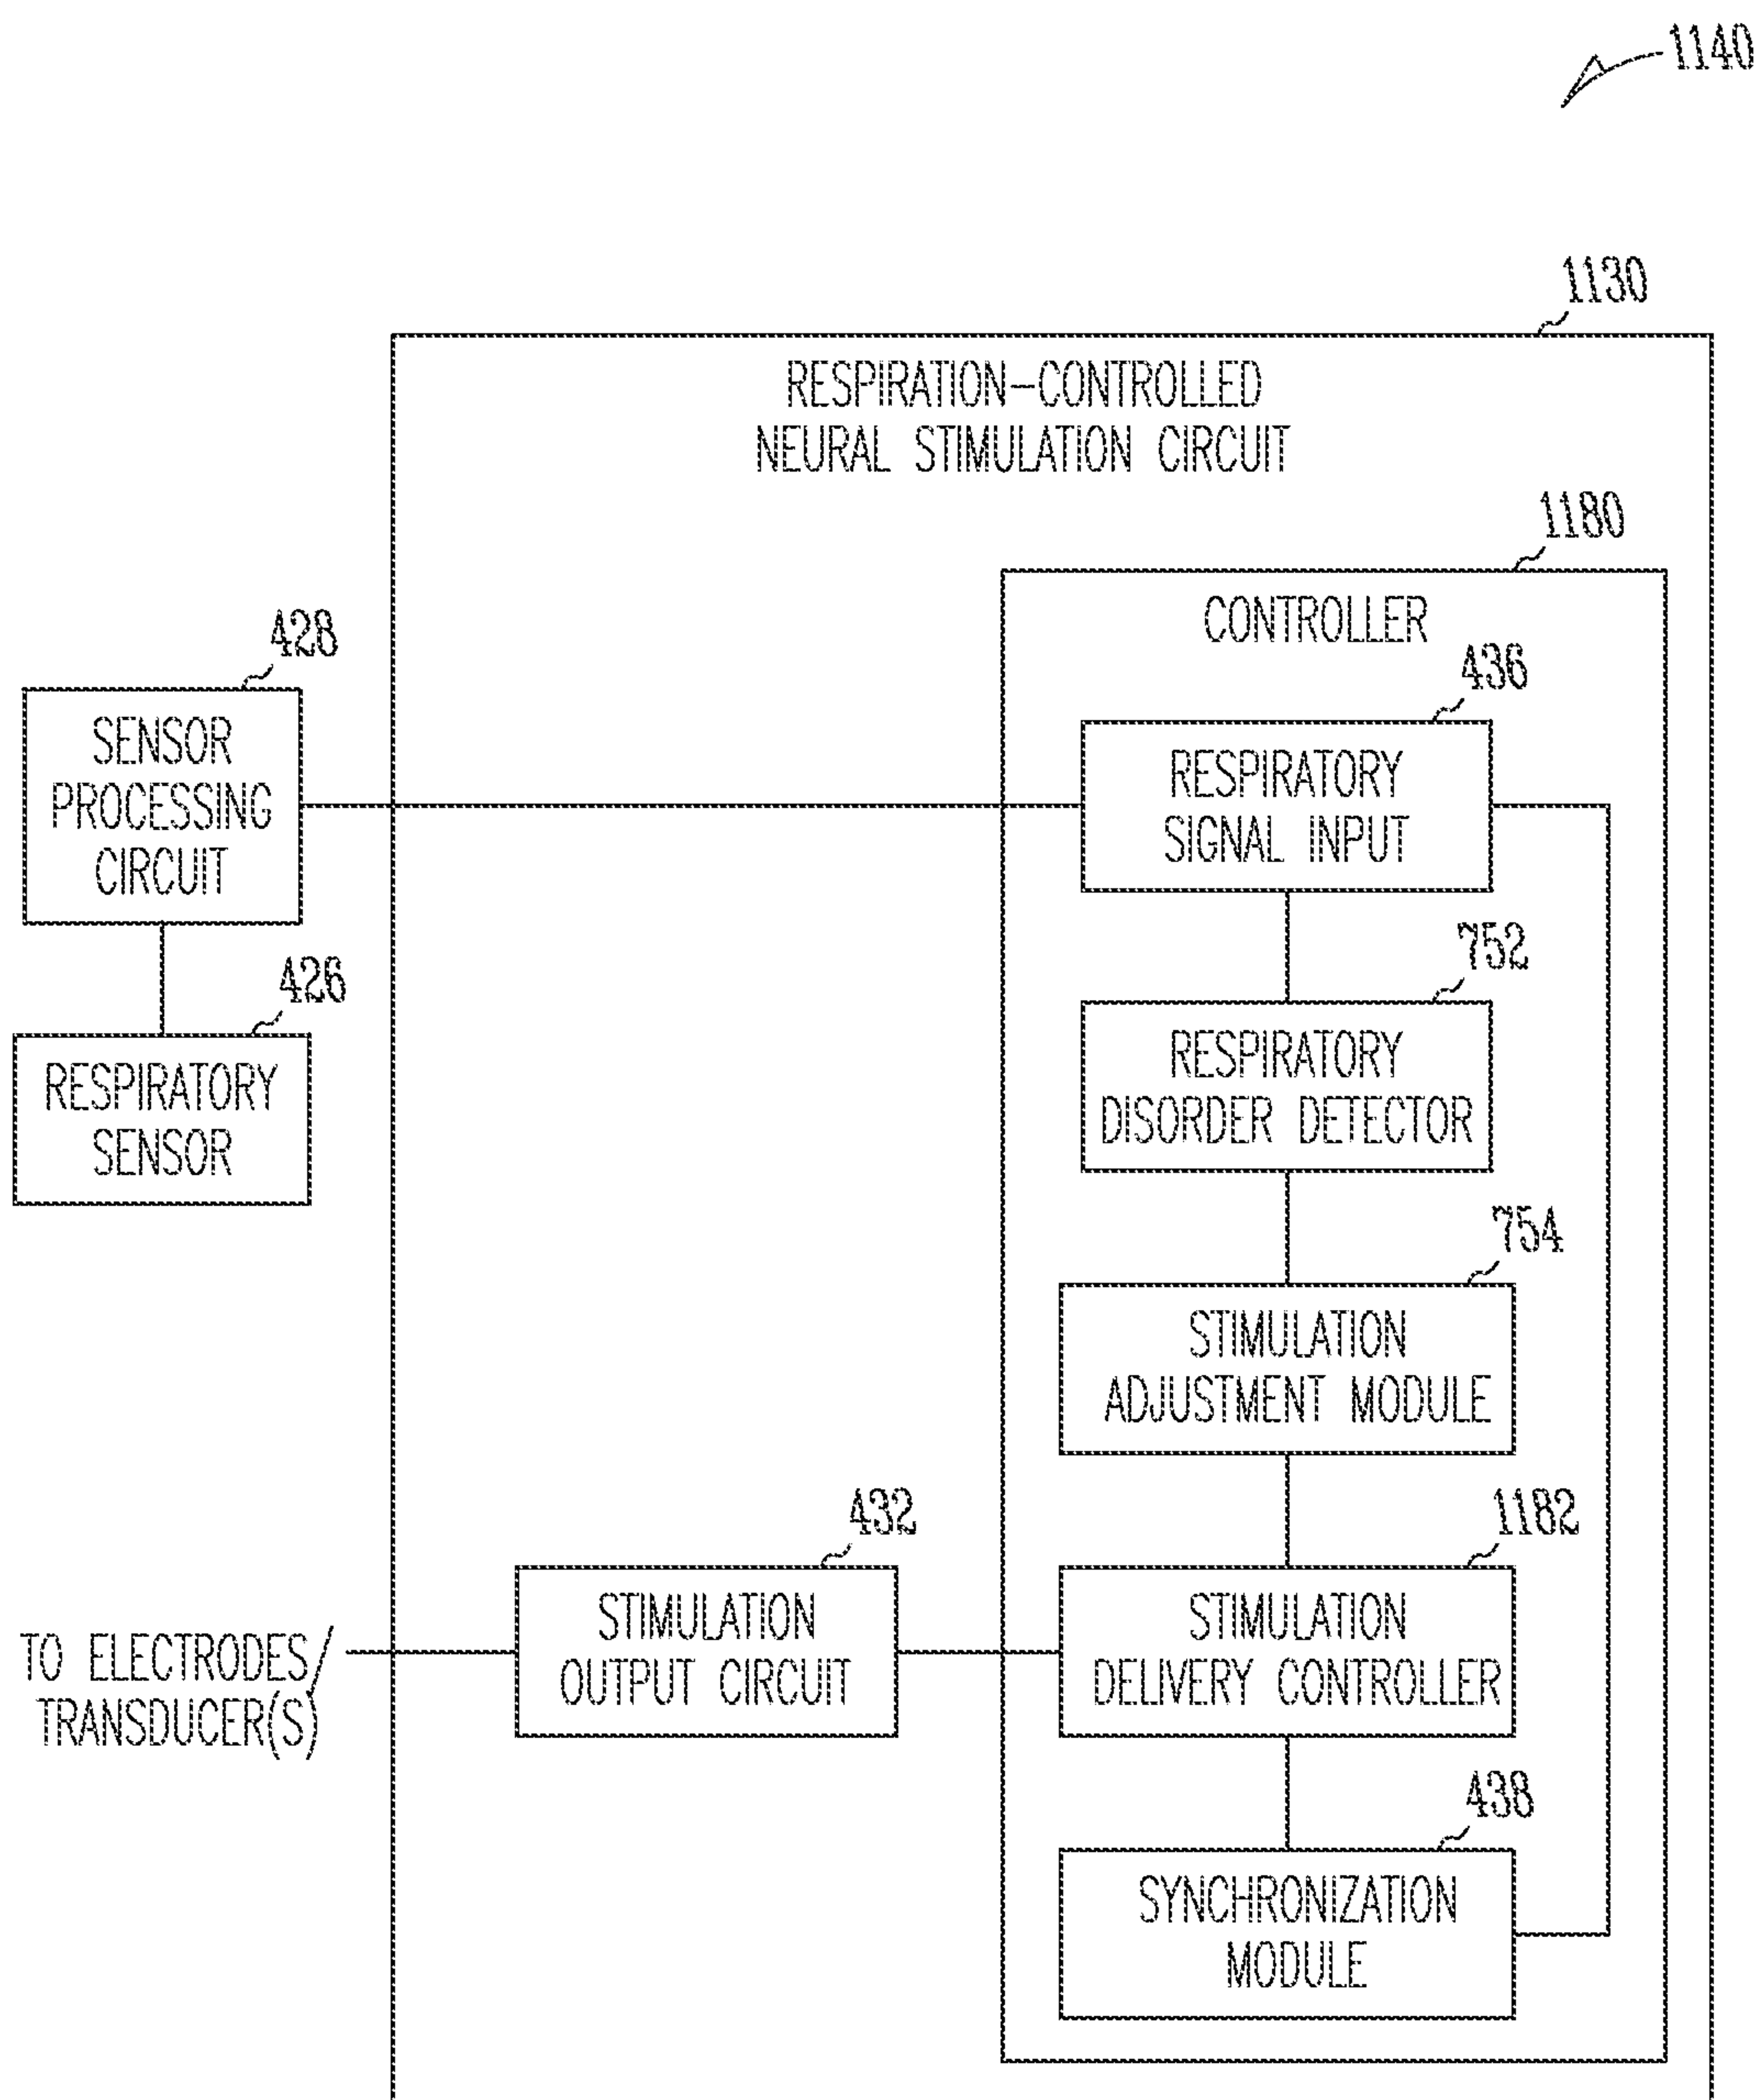 1140
1130
RESPIRATION-CONTROLLED
NEURAL STIMULATION CIRCUIT
1180
CONTROLLER
428
SENSOR
PROCESSING
CIRCUIT
436
RESPIRATORY
SIGNAL INPUT
426
RESPIRATORY
SENSOR
752
RESPIRATORY
DISORDER DETECTOR
754
STIMULATION
ADJUSTMENT MODULE
432
STIMULATION
OUTPUT CIRCUIT
1182
STIMULATION
DELIVERY CONTROLLER
TO ELECTRODES/
TRANSDUCER(S)
438
SYNCHRONIZATION
MODULE